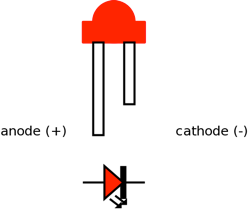 anode (+)
cathode (-)